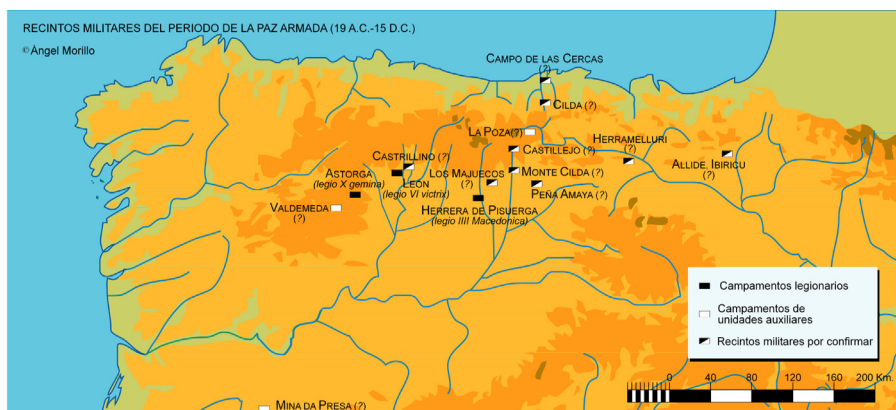 RECINTOS MILITARES DEL PERIODO DE LA PAZ ARMADA (19 A.C.-15 D.C.)
© Ángel Morillo
CAMPO DE LAS CERCAS
(?)
CILDA (?)
LA POZA (?)
HERRAMELLURI
(?)
CASTILLEJO (?)
CASTRILLINO (?)
ALLIDE, IBIRICU
(?)
ASTORGA
(legio X gemina)
LEÓN
(legio VI victrix)
LOS MAJUECOS
(?)
MONTE CILDA (?)
PEÑA AMAYA (?)
VALDEMEDA
(?)
HERRERA DE PISUERGA
(legio IIII Macedonica)
Campamentos legionarios
Campamentos de
unidades auxiliares
Recintos militares por confirmar
0 40 80 120 160 200 Km.
MINA DA PRESA (?)